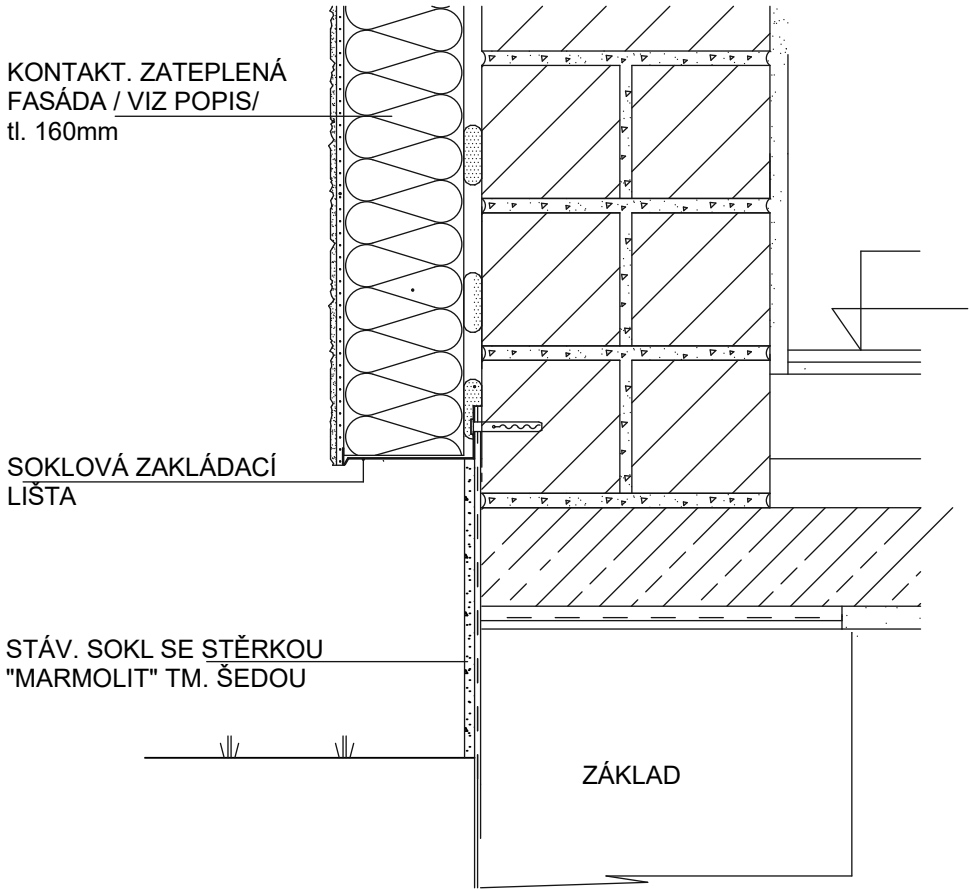 KONTAKT. ZATEPLENÁ
FASÁDA / VIZ POPIS/
tl. 160mm
SOKLOVÁ ZAKLÁDACÍ
LIŠTA
STÁV. SOKL SE STĚRKOU
"MARMOLIT" TM. ŠEDOU
ZÁKLAD